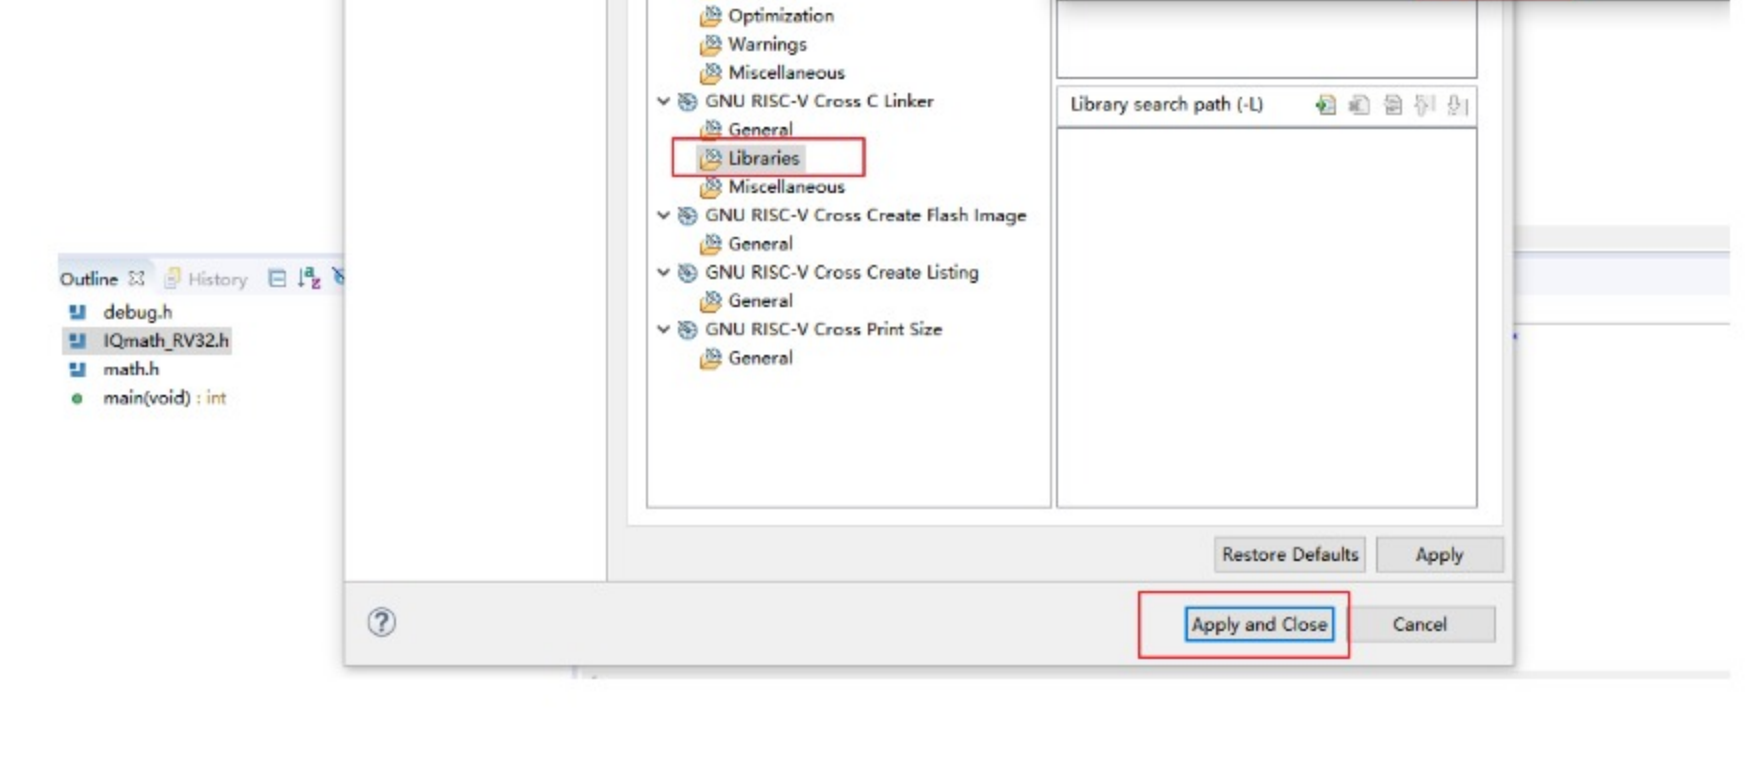 Optimization
Warnings
Miscellaneous
GNU RISC-V Cross C Linker
General
Libraries
Miscellaneous
GNU RISC-V Cross Create Flash Image
General
GNU RISC-V Cross Create Listing
General
GNU RISC-V Cross Print Size
General
Library search path (-L)
Outline History
debug.h
IQmath_RV32.h
math.h
main(void) : int
Restore Defaults Apply
Apply and Close Cancel